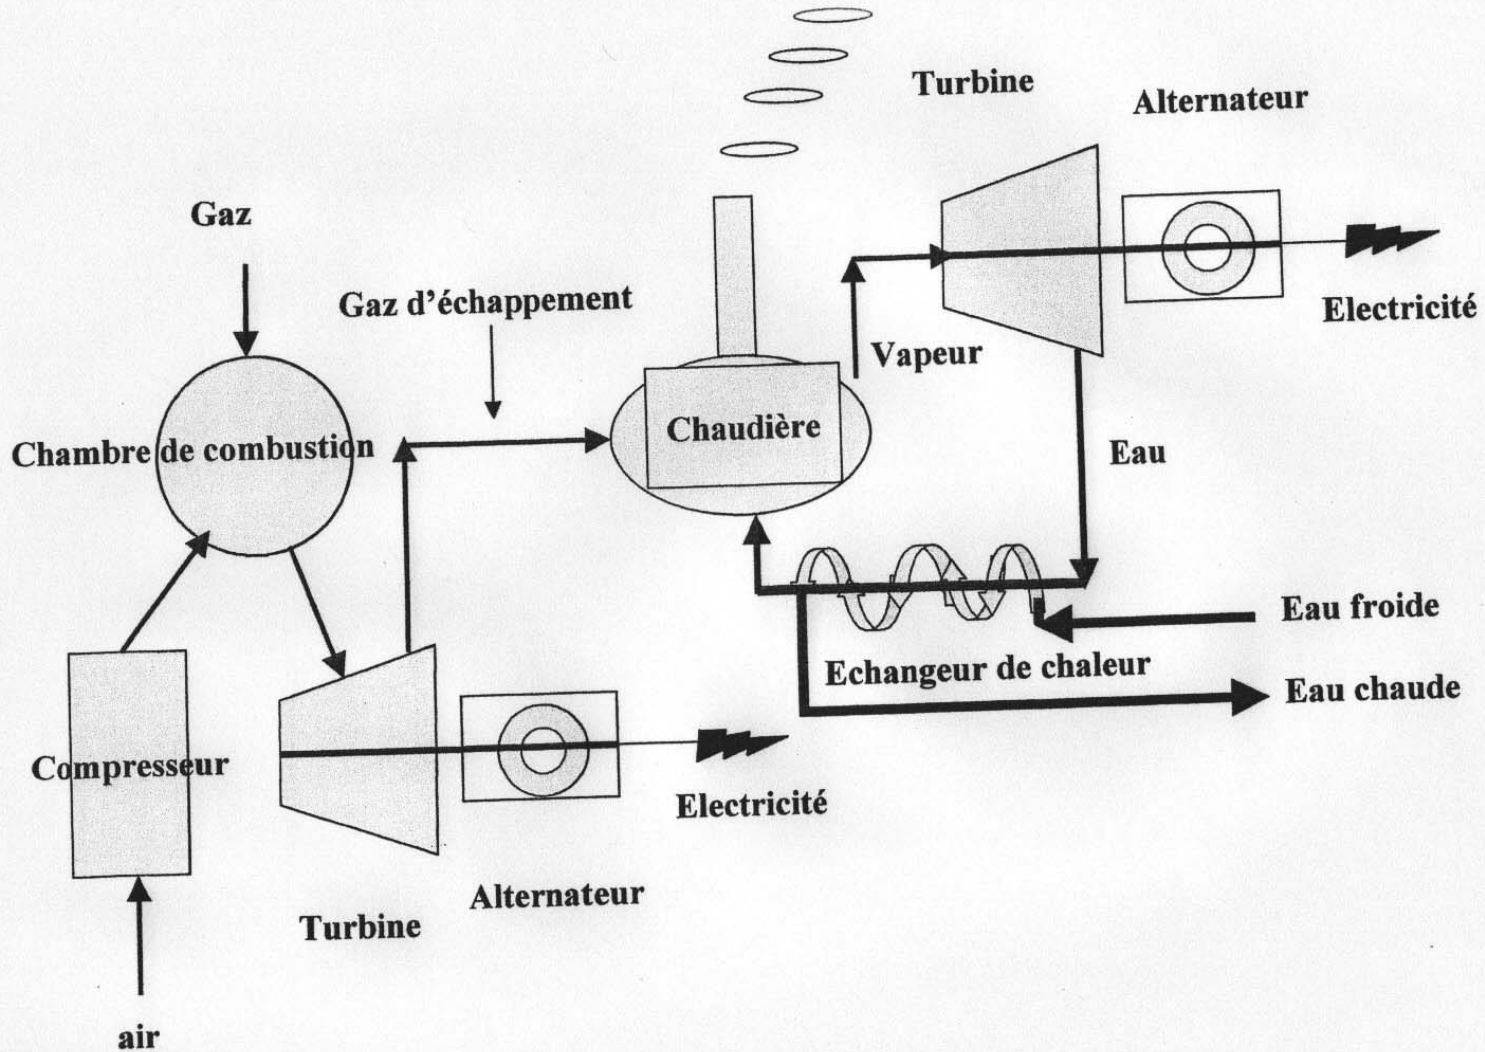 Turbine
Alternateur
Gaz
Gaz d'échappement
Electricité
Vapeur
Chaudière
Chambre de combustion
Eau
Eau froide
Echangeur de chaleur
Eau chaude
Compresseur
Electricité
Alternateur
Turbine
air